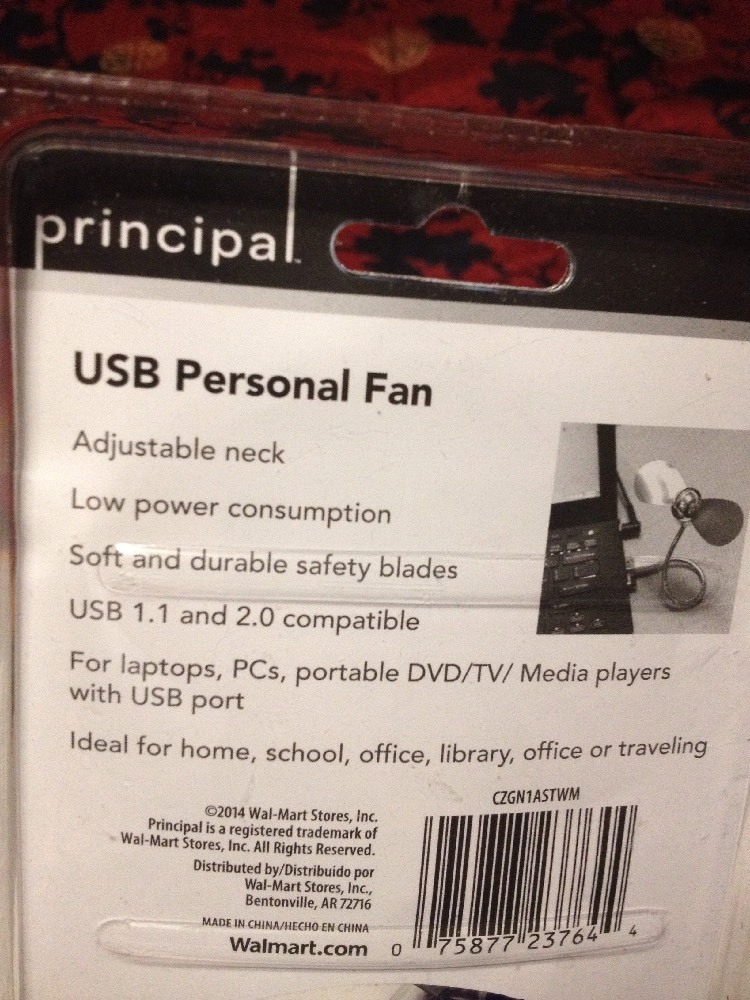 principal
USB Personal Fan
Adjustable neck
Low power consumption
Soft and durable safety blades
USB 1.1 and 2.0 compatible
For laptops, PCs, portable DVD/TV/ Media players
with USB port
Ideal for home, school, office, library, office or traveling
©2014 Wal-Mart Stores, Inc.
Principal is a registered trademark of
Wal-Mart Stores, Inc. All Rights Reserved.
Distributed by/Distribuido por
Wal-Mart Stores, Inc.,
Bentonville, AR 72716
MADE IN CHINA/HECHO EN CHINA
Walmart.com
CZGN1ASTWM
0 75877 23764 4